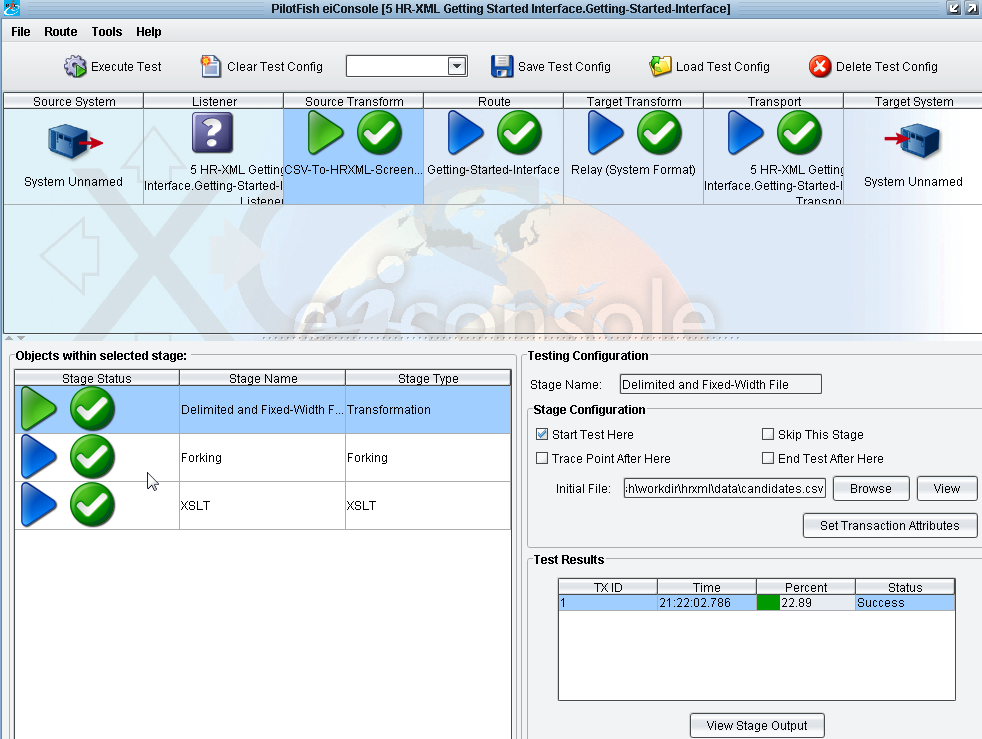 PilotFish eiConsole [5 HR-XML Getting Started Interface.Getting-Started-Interface]
File Route Tools Help
Execute Test Clear Test Config Save Test Config Load Test Config Delete Test Config
Source System Listener Source Transform Route Target Transform Transport Target System
?
System Unnamed
5 HR-XML Getting
Interface.Getting-Started-I
Listener
CSV-To-HRXML-Screen...
Getting-Started-Interface
Relay (System Format)
5 HR-XML Getting
Interface.Getting-Started-I
Transpo
System Unnamed
eiconsole
Objects within selected stage:
Stage Status Stage Name Stage Type
Delimited and Fixed-Width F... Transformation
Forking Forking
XSLT XSLT
Testing Configuration
Stage Name: Delimited and Fixed-Width File
Stage Configuration
Start Test Here Skip This Stage
Trace Point After Here End Test After Here
Initial File: :h\workdir\hrxml\data\candidates.csv Browse View
Set Transaction Attributes
Test Results
TX ID Time Percent Status
1 21:22:02.786 22.89 Success
View Stage Output